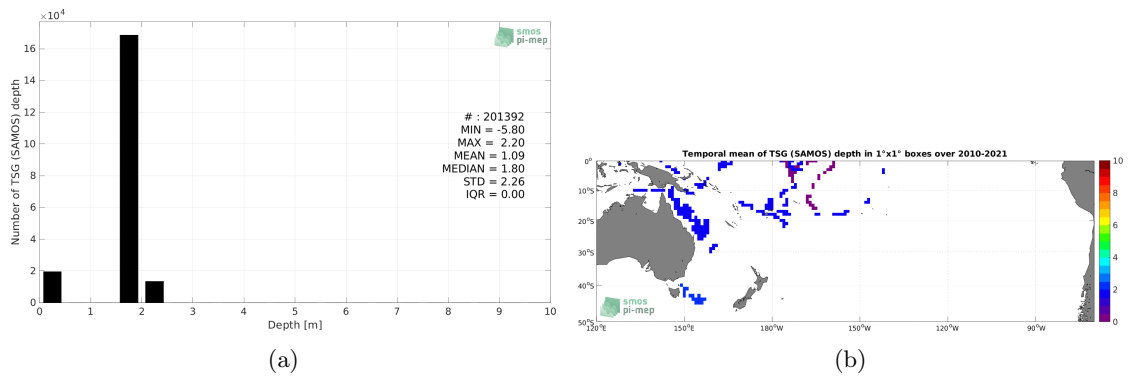 ×10⁴
16
14
12
10
8
6
4
2
0
Number of TSG (SAMOS) depth
0 1 2 3 4 5 6 7 8 9 10
Depth [m]
smos
pi-mep
# : 201392
MIN = -5.80
MAX = 2.20
MEAN = 1.09
MEDIAN = 1.80
STD = 2.26
IQR = 0.00
(a)
Temporal mean of TSG (SAMOS) depth in 1°x1° boxes over 2010-2021
0°
10°S
20°S
30°S
40°S
50°S
120°E 150°E 180°W 150°W 120°W 90°W
smos
pi-mep
10
8
6
4
2
0
(b)